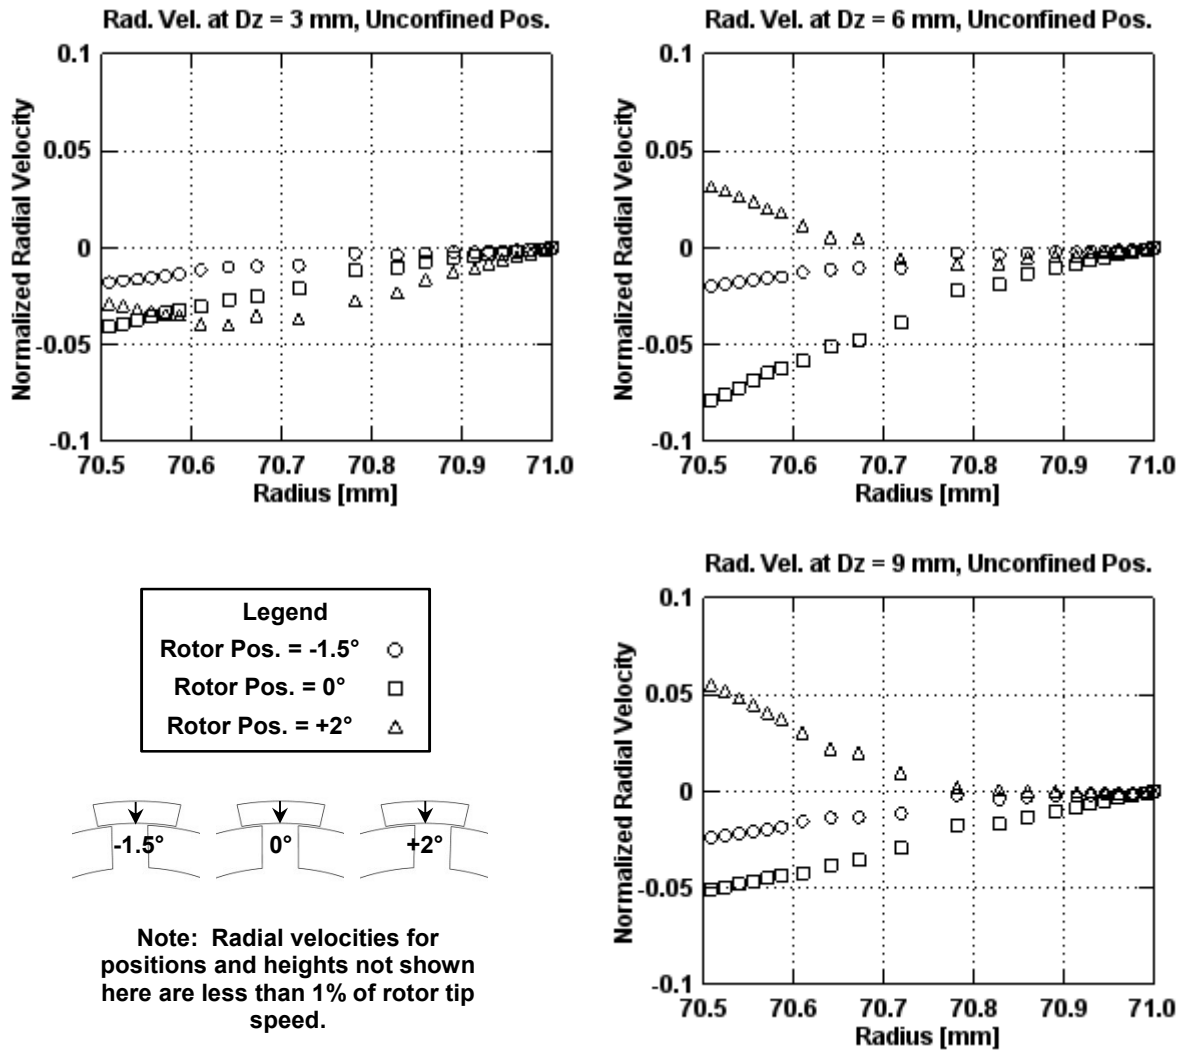 Rad. Vel. at Dz = 3 mm, Unconfined Pos.
0.1
0.05
0
-0.05
-0.1
Normalized Radial Velocity
70.5 70.6 70.7 70.8 70.9 71.0
Radius [mm]
Rad. Vel. at Dz = 6 mm, Unconfined Pos.
0.1
0.05
0
-0.05
-0.1
Normalized Radial Velocity
70.5 70.6 70.7 70.8 70.9 71.0
Radius [mm]
Legend
Rotor Pos. = -1.5°
Rotor Pos. = 0°
Rotor Pos. = +2°
-1.5° 0° +2°
Note: Radial velocities for
positions and heights not shown
here are less than 1% of rotor tip
speed.
Rad. Vel. at Dz = 9 mm, Unconfined Pos.
0.1
0.05
0
-0.05
-0.1
Normalized Radial Velocity
70.5 70.6 70.7 70.8 70.9 71.0
Radius [mm]